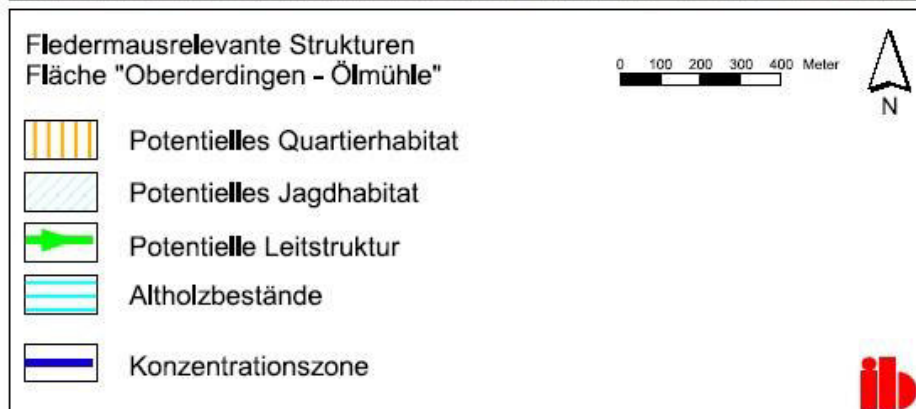 Fledermausrelevante Strukturen
Fläche "Oberderdingen - Ölmühle"
0 100 200 300 400 Meter
N
Potentielles Quartierhabitat
Potentielles Jagdhabitat
Potentielle Leitstruktur
Altholzbestände
Konzentrationszone
ib